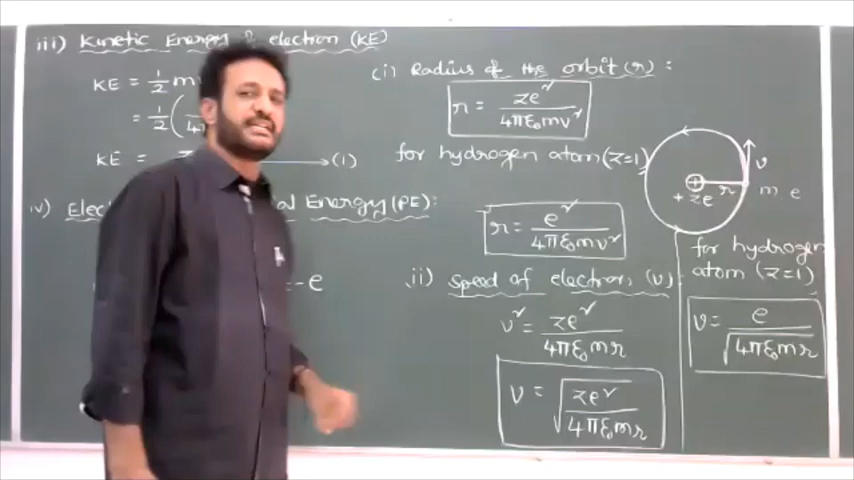 iii) Kinetic Energy of electron (KE)
KE = 1/2 m
= 1/2 (
KE =
→ (1)
iv) Energy (PE):
= -e
(i) Radius of the orbit (r) :
r = ze² / 4πε₀mv²
for hydrogen atom (z=1)
r = e² / 4πε₀mv²
ii) Speed of electron (v) :
v² = ze² / 4πε₀mr
v = √(ze² / 4πε₀mr)
+
+ze
r
v
m e
for hydrogen
atom (z=1)
v = e / √(4πε₀mr)